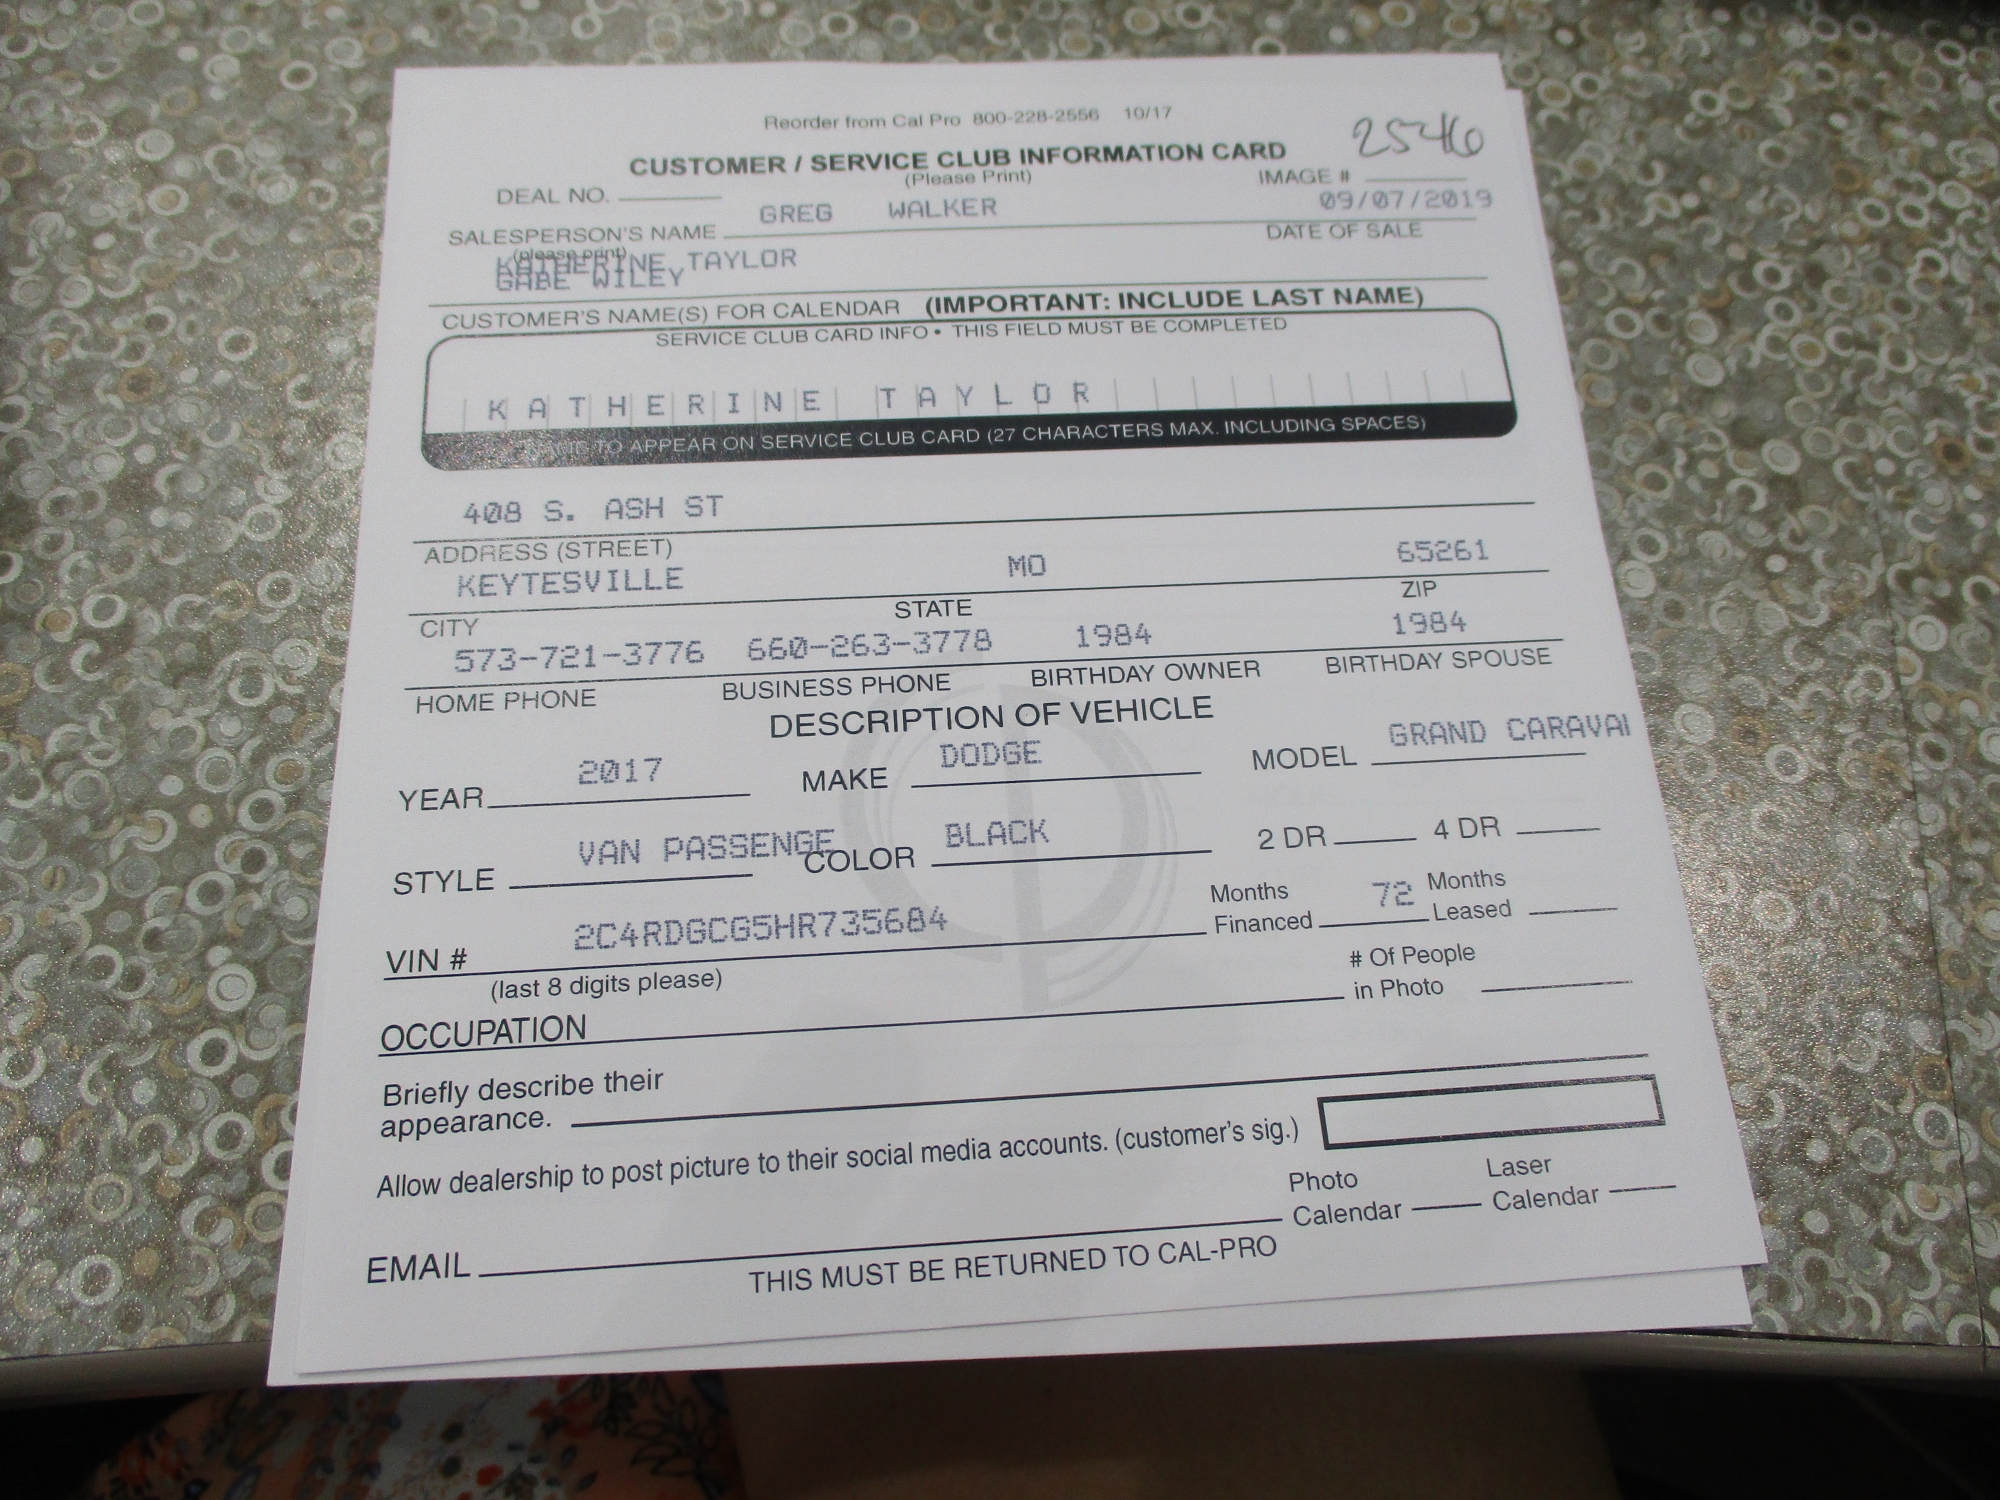 Reorder from Cal Pro 800-228-2556 10/17
2546
CUSTOMER / SERVICE CLUB INFORMATION CARD
(Please Print)
DEAL NO. IMAGE #
GREG WALKER 09/07/2019
SALESPERSON'S NAME DATE OF SALE
(please print)
KATHERINE TAYLOR
GABE WILEY
CUSTOMER'S NAME(S) FOR CALENDAR (IMPORTANT: INCLUDE LAST NAME)
SERVICE CLUB CARD INFO • THIS FIELD MUST BE COMPLETED
KATHERINE TAYLOR
TO APPEAR ON SERVICE CLUB CARD (27 CHARACTERS MAX. INCLUDING SPACES)
408 S. ASH ST
ADDRESS (STREET)
KEYTESVILLE MO 65261
CITY STATE ZIP
573-721-3776 660-263-3778 1984 1984
HOME PHONE BUSINESS PHONE BIRTHDAY OWNER BIRTHDAY SPOUSE
DESCRIPTION OF VEHICLE
YEAR 2017 MAKE DODGE MODEL GRAND CARAVAN
STYLE VAN PASSENGE COLOR BLACK 2 DR 4 DR
VIN # 2C4RDGCG5HR735684 Months Financed 72 Months Leased
(last 8 digits please)
# Of People in Photo
OCCUPATION
Briefly describe their
appearance.
Allow dealership to post picture to their social media accounts. (customer's sig.)
Photo Calendar Laser Calendar
EMAIL
THIS MUST BE RETURNED TO CAL-PRO